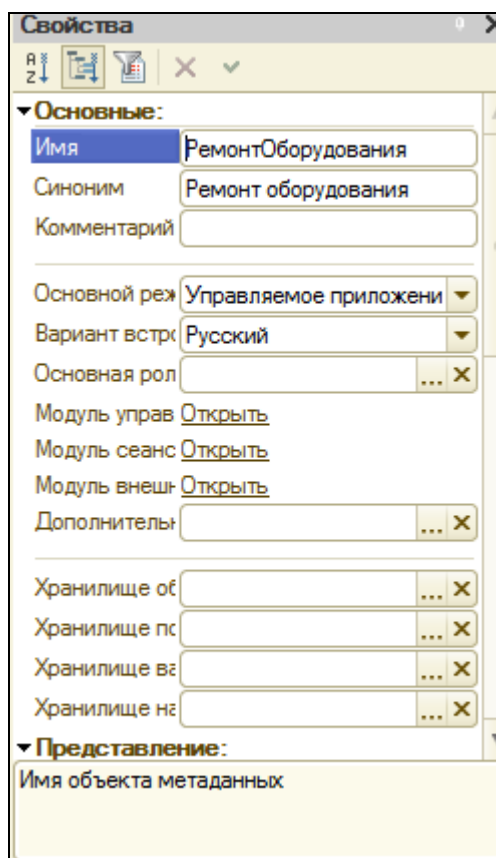 Свойства
Основные:
Имя РемонтОборудования
Синоним Ремонт оборудования
Комментарий
Основной реж Управляемое приложени
Вариант встро Русский
Основная рол ... X
Модуль управ Открыть
Модуль сеанс Открыть
Модуль внешн Открыть
Дополнительн ... X
Хранилище об ... X
Хранилище по ... X
Хранилище ва ... X
Хранилище на ... X
Представление:
Имя объекта метаданных